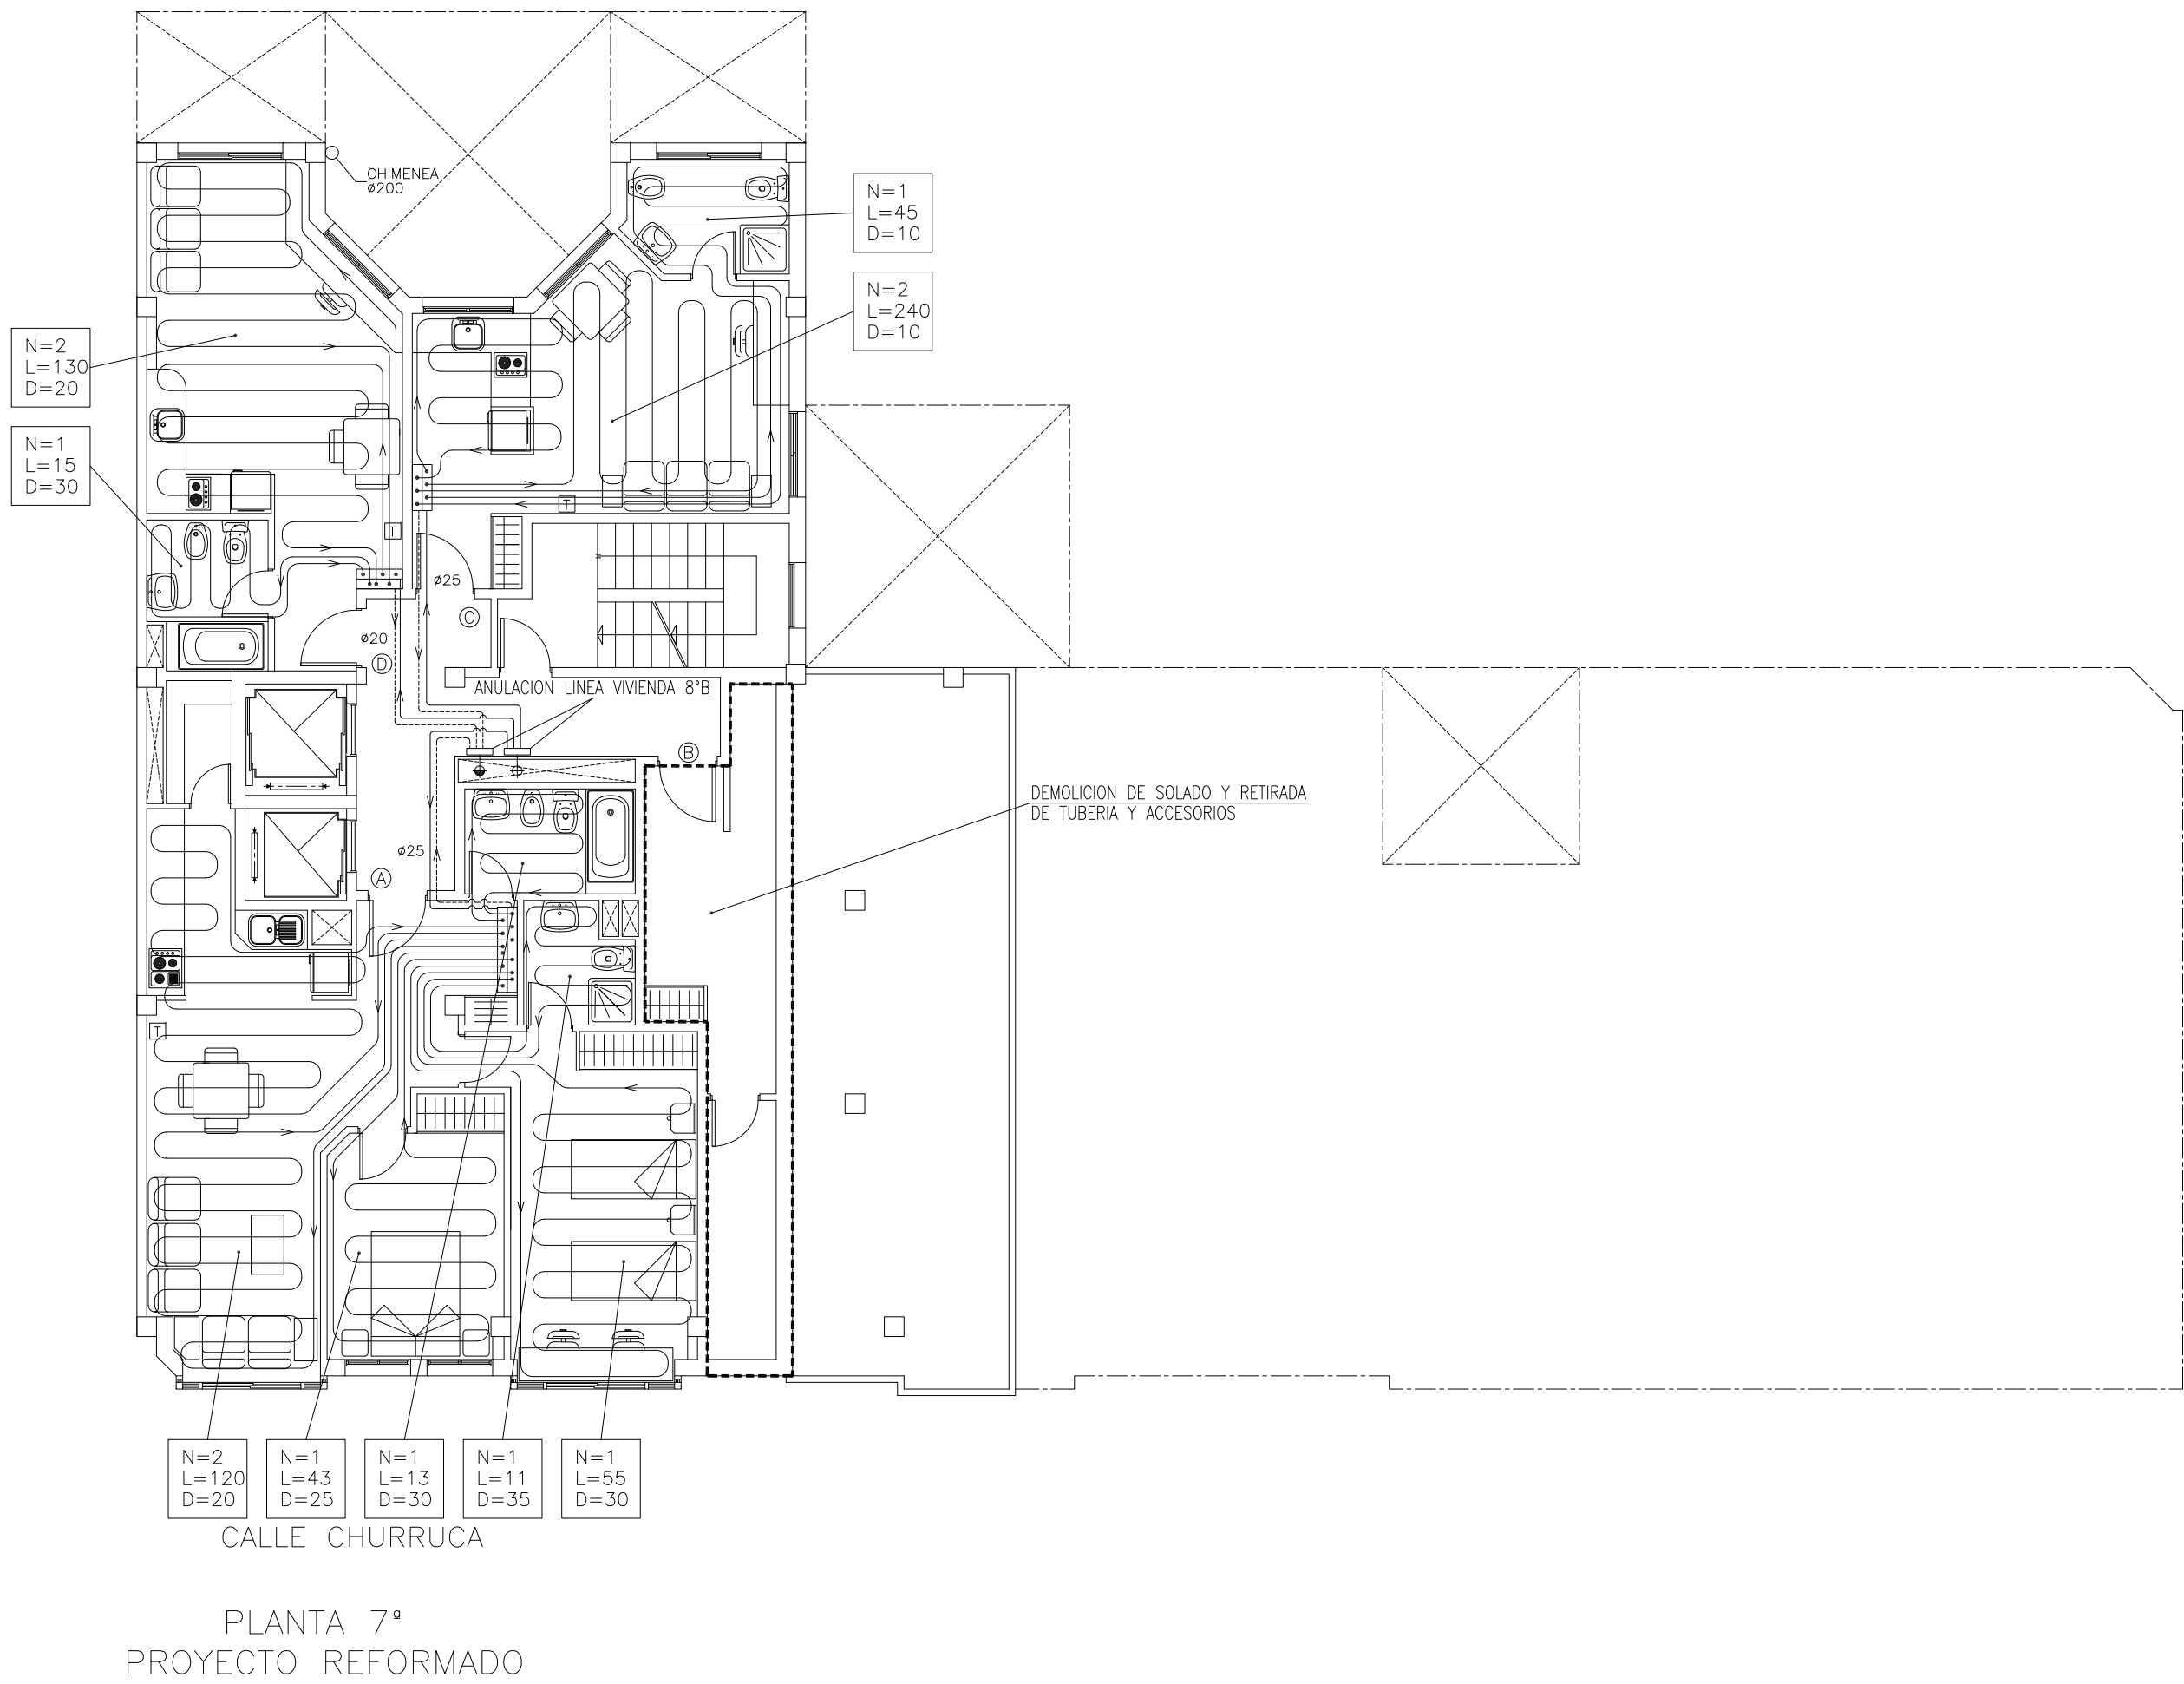 CHIMENEA
ø200
N=1
L=45
D=10
N=2
L=240
D=10
N=2
L=130
D=20
N=1
L=15
D=30
T
T
ø25
C
ø20
D
ANULACION LINEA VIVIENDA 8ºB
B
DEMOLICION DE SOLADO Y RETIRADA
DE TUBERIA Y ACCESORIOS
ø25
A
T
N=2
L=120
D=20
N=1
L=43
D=25
N=1
L=13
D=30
N=1
L=11
D=35
N=1
L=55
D=30
CALLE CHURRUCA
PLANTA 7ª
PROYECTO REFORMADO